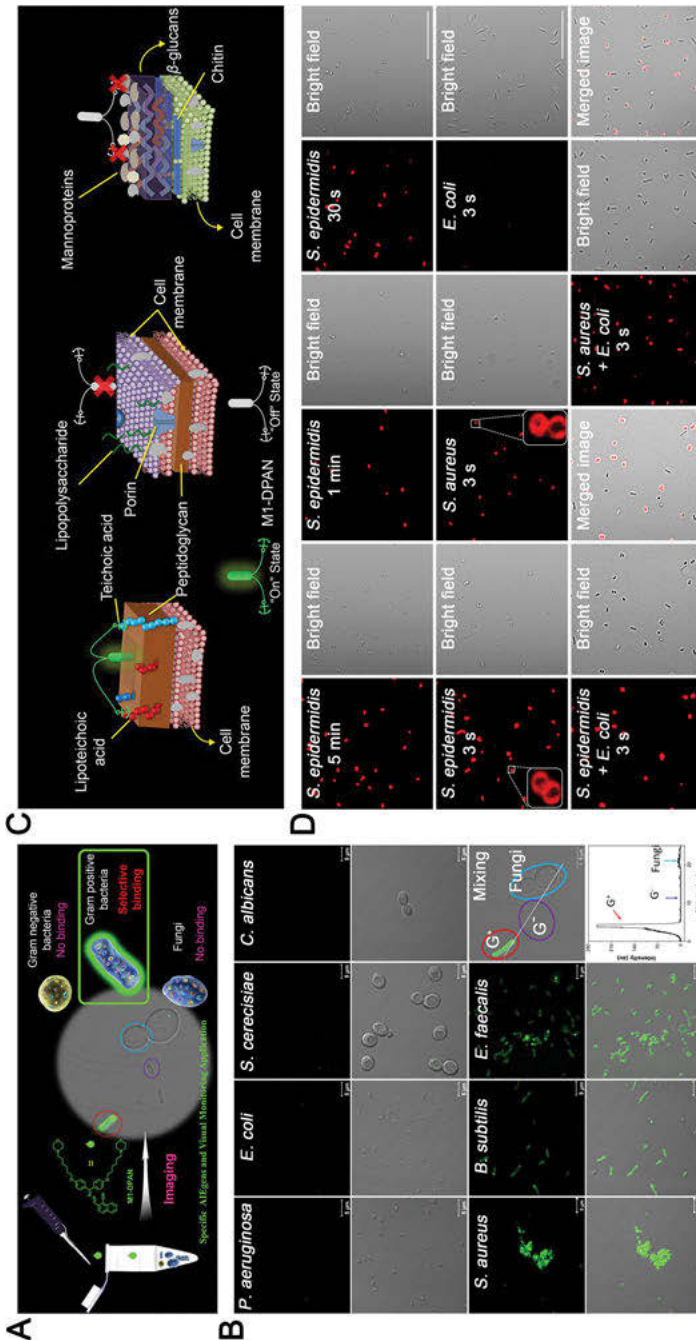 A
Gram negative
bacteria
No binding
Gram positive
bacteria
Selective
binding
Fungi
No binding
M1-DPAN
=
Imaging
Specific AIEgens and Visual Monitoring Application
B
P. aeruginosa
E. coli
S. cerecisiae
C. albicans
S. aureus
B. subtilis
E. faecalis
Mixing
G+
G−
Fungi
Intensity (au)
G+
G
Fungi
C
Lipoteichoic
acid
Teichoic acid
Peptidoglycan
Cell
membrane
Lipopolysaccharide
Porin
Cell
membrane
"On" State
M1-DPAN
"Off" State
Mannoproteins
β-glucans
Chitin
Cell
membrane
D
S. epidermidis
5 min
Bright field
S. epidermidis
1 min
Bright field
S. epidermidis
30 s
Bright field
S. epidermidis
3 s
Bright field
S. aureus
3 s
Bright field
E. coli
3 s
Bright field
S. epidermidis
+ E. coli
3 s
Bright field
Merged image
S. aureus
+ E. coli
3 s
Bright field
Merged image